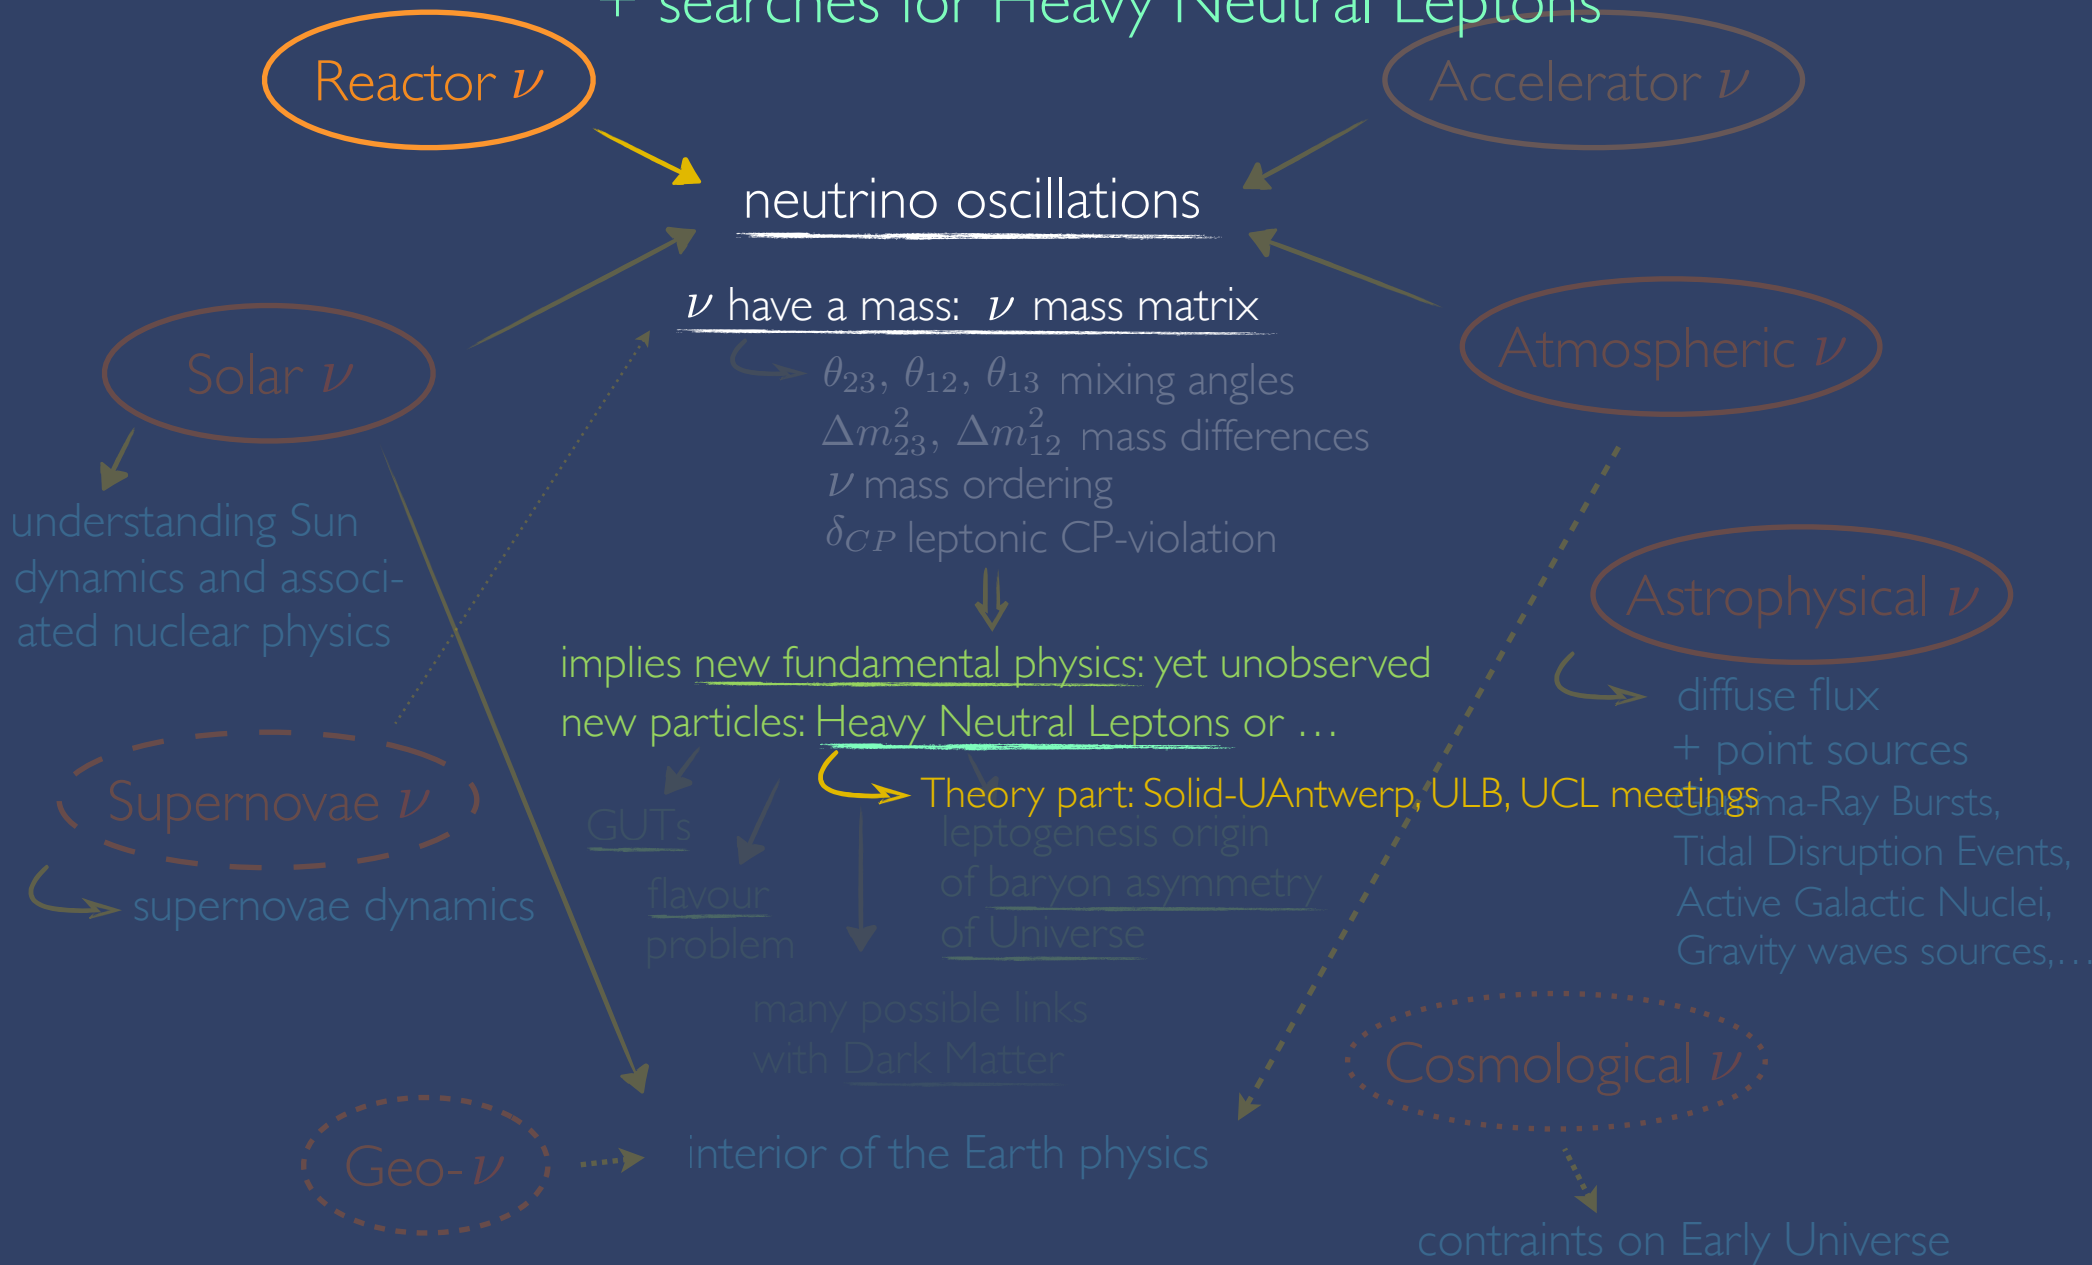 + searches for Heavy Neutral Leptons
Reactor ν
Accelerator ν
neutrino oscillations
ν have a mass: ν mass matrix
Solar ν
Atmospheric ν
θ₂₃, θ₁₂, θ₁₃ mixing angles
Δm²₂₃, Δm²₁₂ mass differences
ν mass ordering
δCP leptonic CP-violation
understanding Sun
dynamics and associ-
ated nuclear physics
Astrophysical ν
implies new fundamental physics: yet unobserved
new particles: Heavy Neutral Leptons or …
diffuse flux
+ point sources
Gamma-Ray Bursts,
Tidal Disruption Events,
Active Galactic Nuclei,
Gravity waves sources,…
Theory part: Solid-UAntwerp, ULB, UCL meetings
Supernovae ν
supernovae dynamics
GUTs
flavour
problem
leptogenesis origin
of baryon asymmetry
of Universe
many possible links
with Dark Matter
Cosmological ν
Geo-ν
interior of the Earth physics
contraints on Early Universe